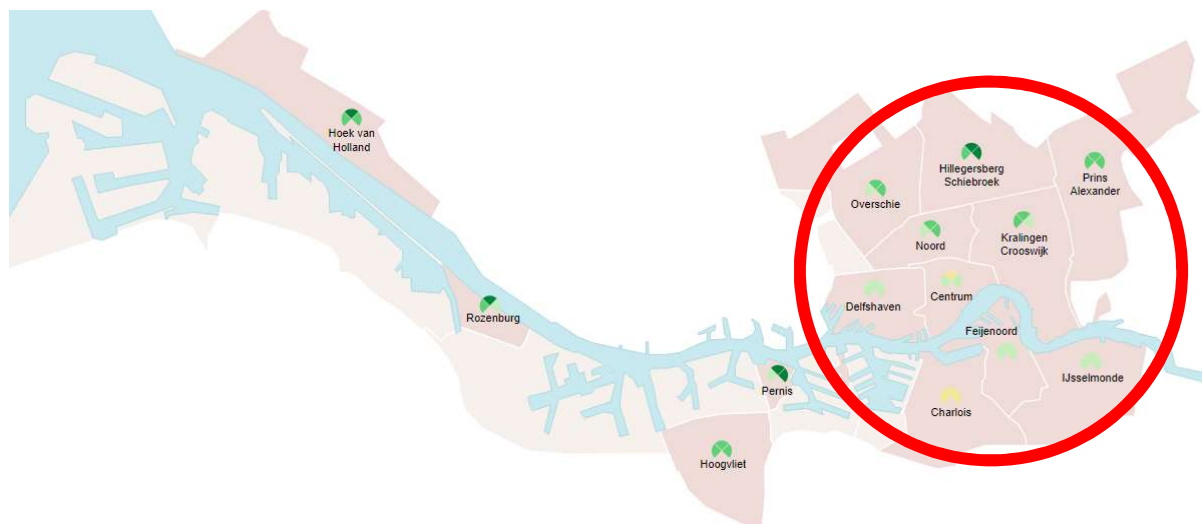 Hoek van
Holland
Hillegersberg
Schiebroek
Prins
Alexander
Overschie
Noord
Kralingen
Crooswijk
Delfshaven
Centrum
Rozenburg
Feijenoord
Pernis
IJsselmonde
Charlois
Hoogvliet